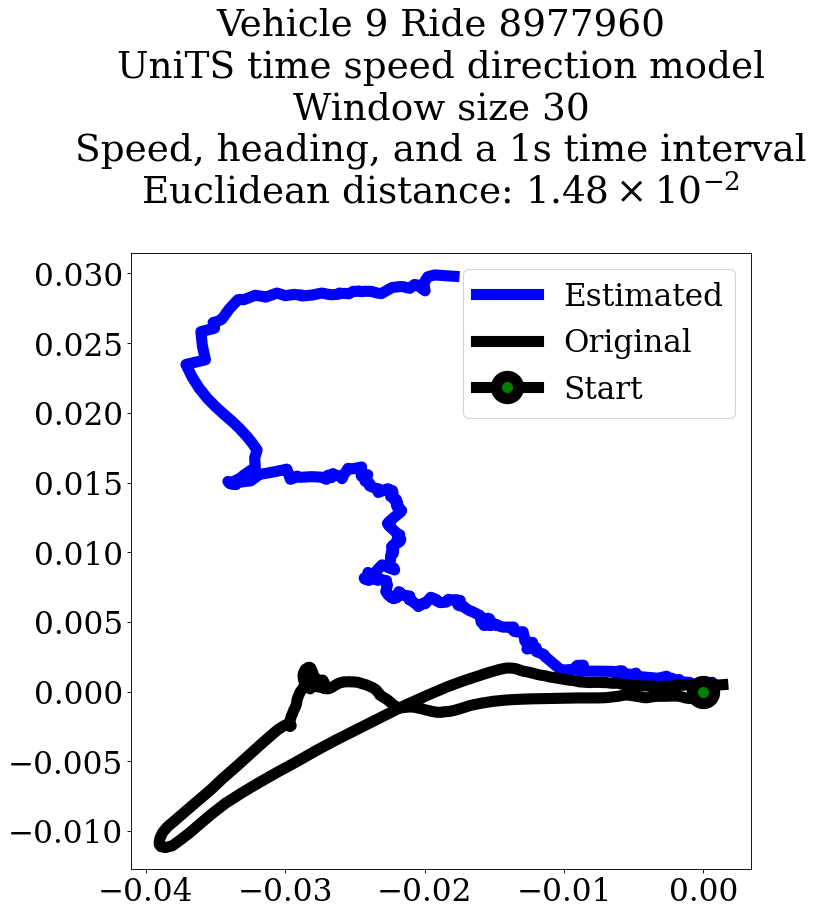 Vehicle 9 Ride 8977960
UniTS time speed direction model
Window size 30
Speed, heading, and a 1s time interval
Euclidean distance: 1.48 × 10⁻²
0.030
0.025
0.020
0.015
0.010
0.005
0.000
−0.005
−0.010
Estimated
Original
Start
−0.04 −0.03 −0.02 −0.01 0.00